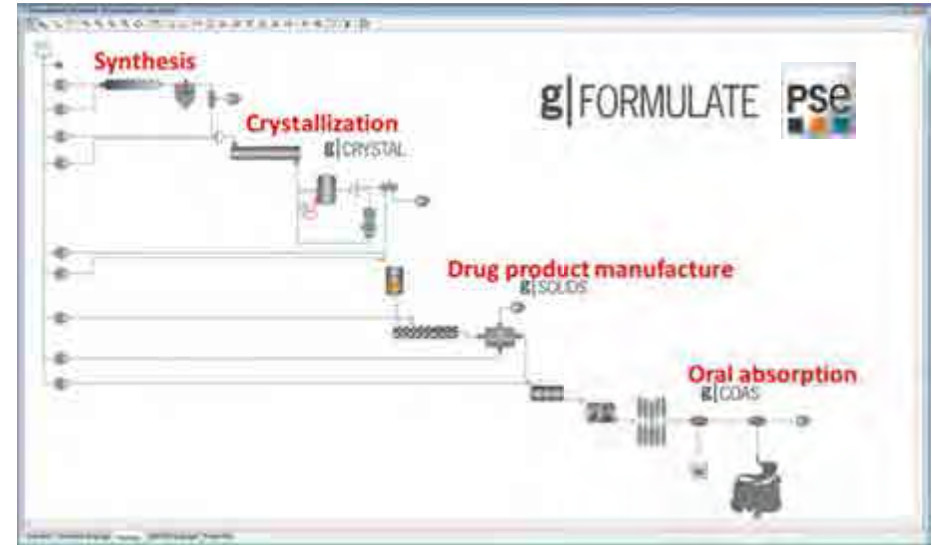 Synthesis
g|FORMULATE PSe
Crystallization
g|CRYSTAL
Drug product manufacture
g|SOLIDS
Oral absorption
g|COAS